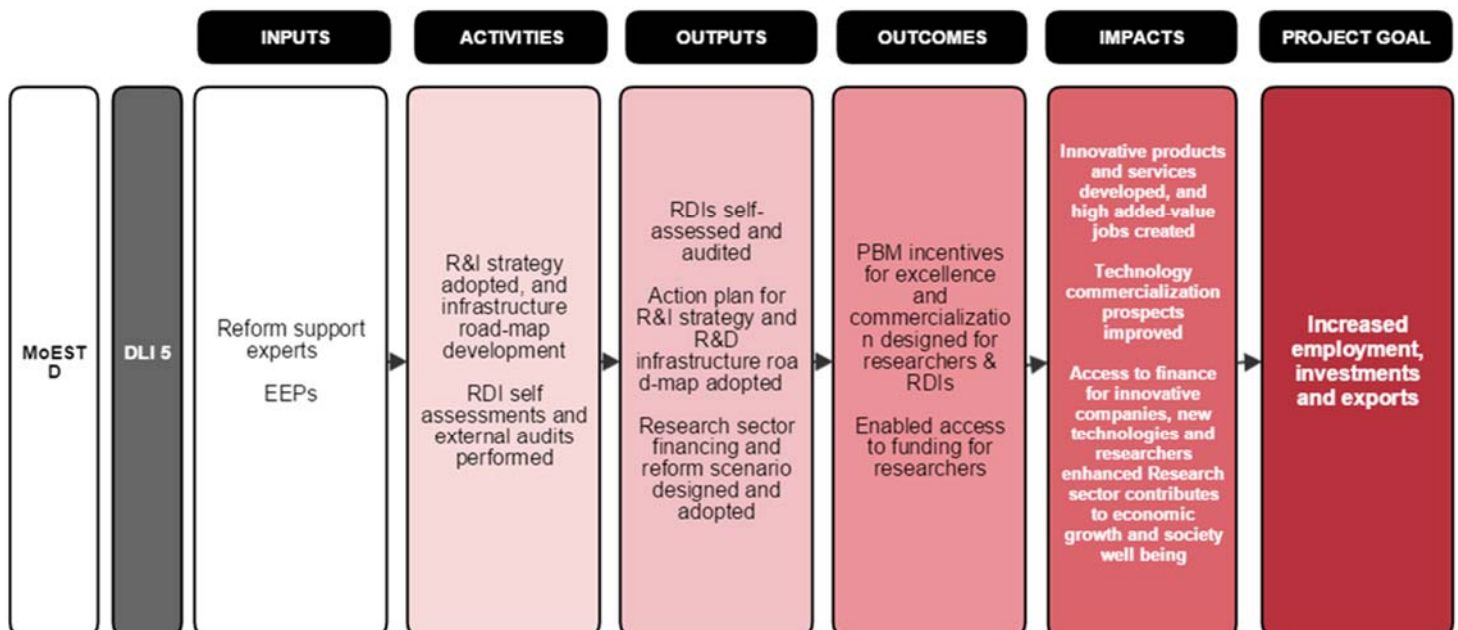 INPUTS
ACTIVITIES
OUTPUTS
OUTCOMES
IMPACTS
PROJECT GOAL
MoEST
D
DLI 5
Reform support
experts
EEPs
R&I strategy
adopted, and
infrastructure
road-map
development
RDI self
assessments and
external audits
performed
RDIs self-
assessed and
audited
Action plan for
R&I strategy and
R&D
infrastructure roa
d-map adopted
Research sector
financing and
reform scenario
designed and
adopted
PBM incentives
for excellence
and
commercializatio
n designed for
researchers &
RDIs
Enabled access
to funding for
researchers
Innovative products
and services
developed, and
high added-value
jobs created
Technology
commercialization
prospects
improved
Access to finance
for innovative
companies, new
technologies and
researchers
enhanced Research
sector contributes
to economic
growth and society
well being
Increased
employment,
investments
and exports